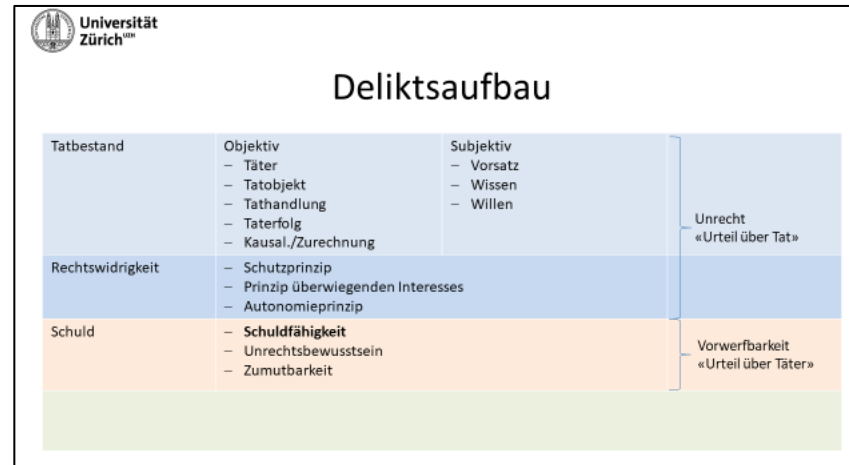 Universität
Zürich UZH
Deliktsaufbau
Tatbestand
Objektiv
– Täter
– Tatobjekt
– Tathandlung
– Taterfolg
– Kausal./Zurechnung
Subjektiv
– Vorsatz
– Wissen
– Willen
Unrecht
«Urteil über Tat»
Rechtswidrigkeit
– Schutzprinzip
– Prinzip überwiegenden Interesses
– Autonomieprinzip
Schuld
– Schuldfähigkeit
– Unrechtsbewusstsein
– Zumutbarkeit
Vorwerfbarkeit
«Urteil über Täter»